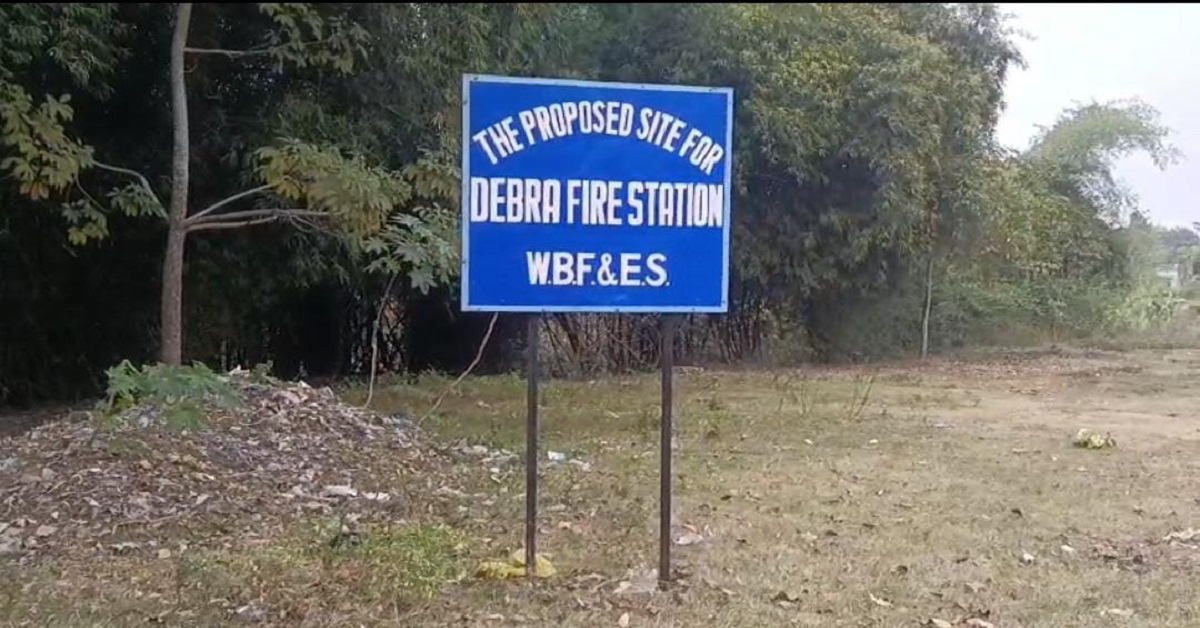 THE PROPOSED SITE FOR
DEBRA FIRE STATION
W.B.F.&E.S.